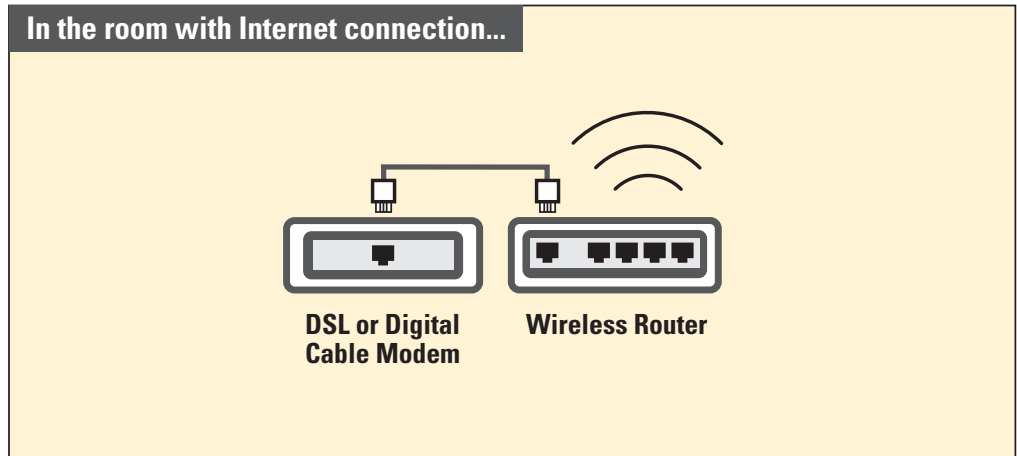 In the room with Internet connection...
DSL or Digital
Cable Modem
Wireless Router